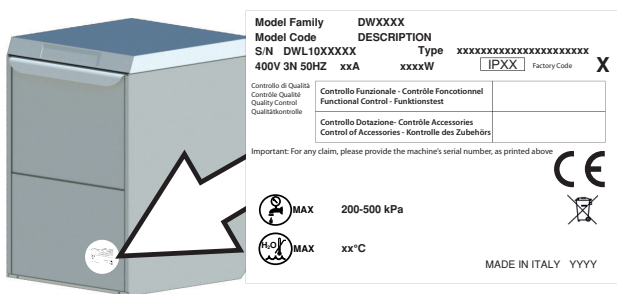 Model Family DWXXXX
Model Code DESCRIPTION
S/N DWL10XXXXX Type xxxxxxxxxxxxxxxxxxxxxx
400V 3N 50HZ xxA xxxxW IPXX Factory Code X
Controllo di Qualità
Contrôle Qualité
Quality Control
Qualitätkontrolle
Controllo Funzionale - Contrôle Foncotionnel
Functional Control - Funktionstest
Controllo Dotazione- Contrôle Accessories
Control of Accessories - Kontrolle des Zubehörs
Important: For any claim, please provide the machine's serial number, as printed above
CE
MAX 200-500 kPa
H2O MAX xx°C
MADE IN ITALY YYYY